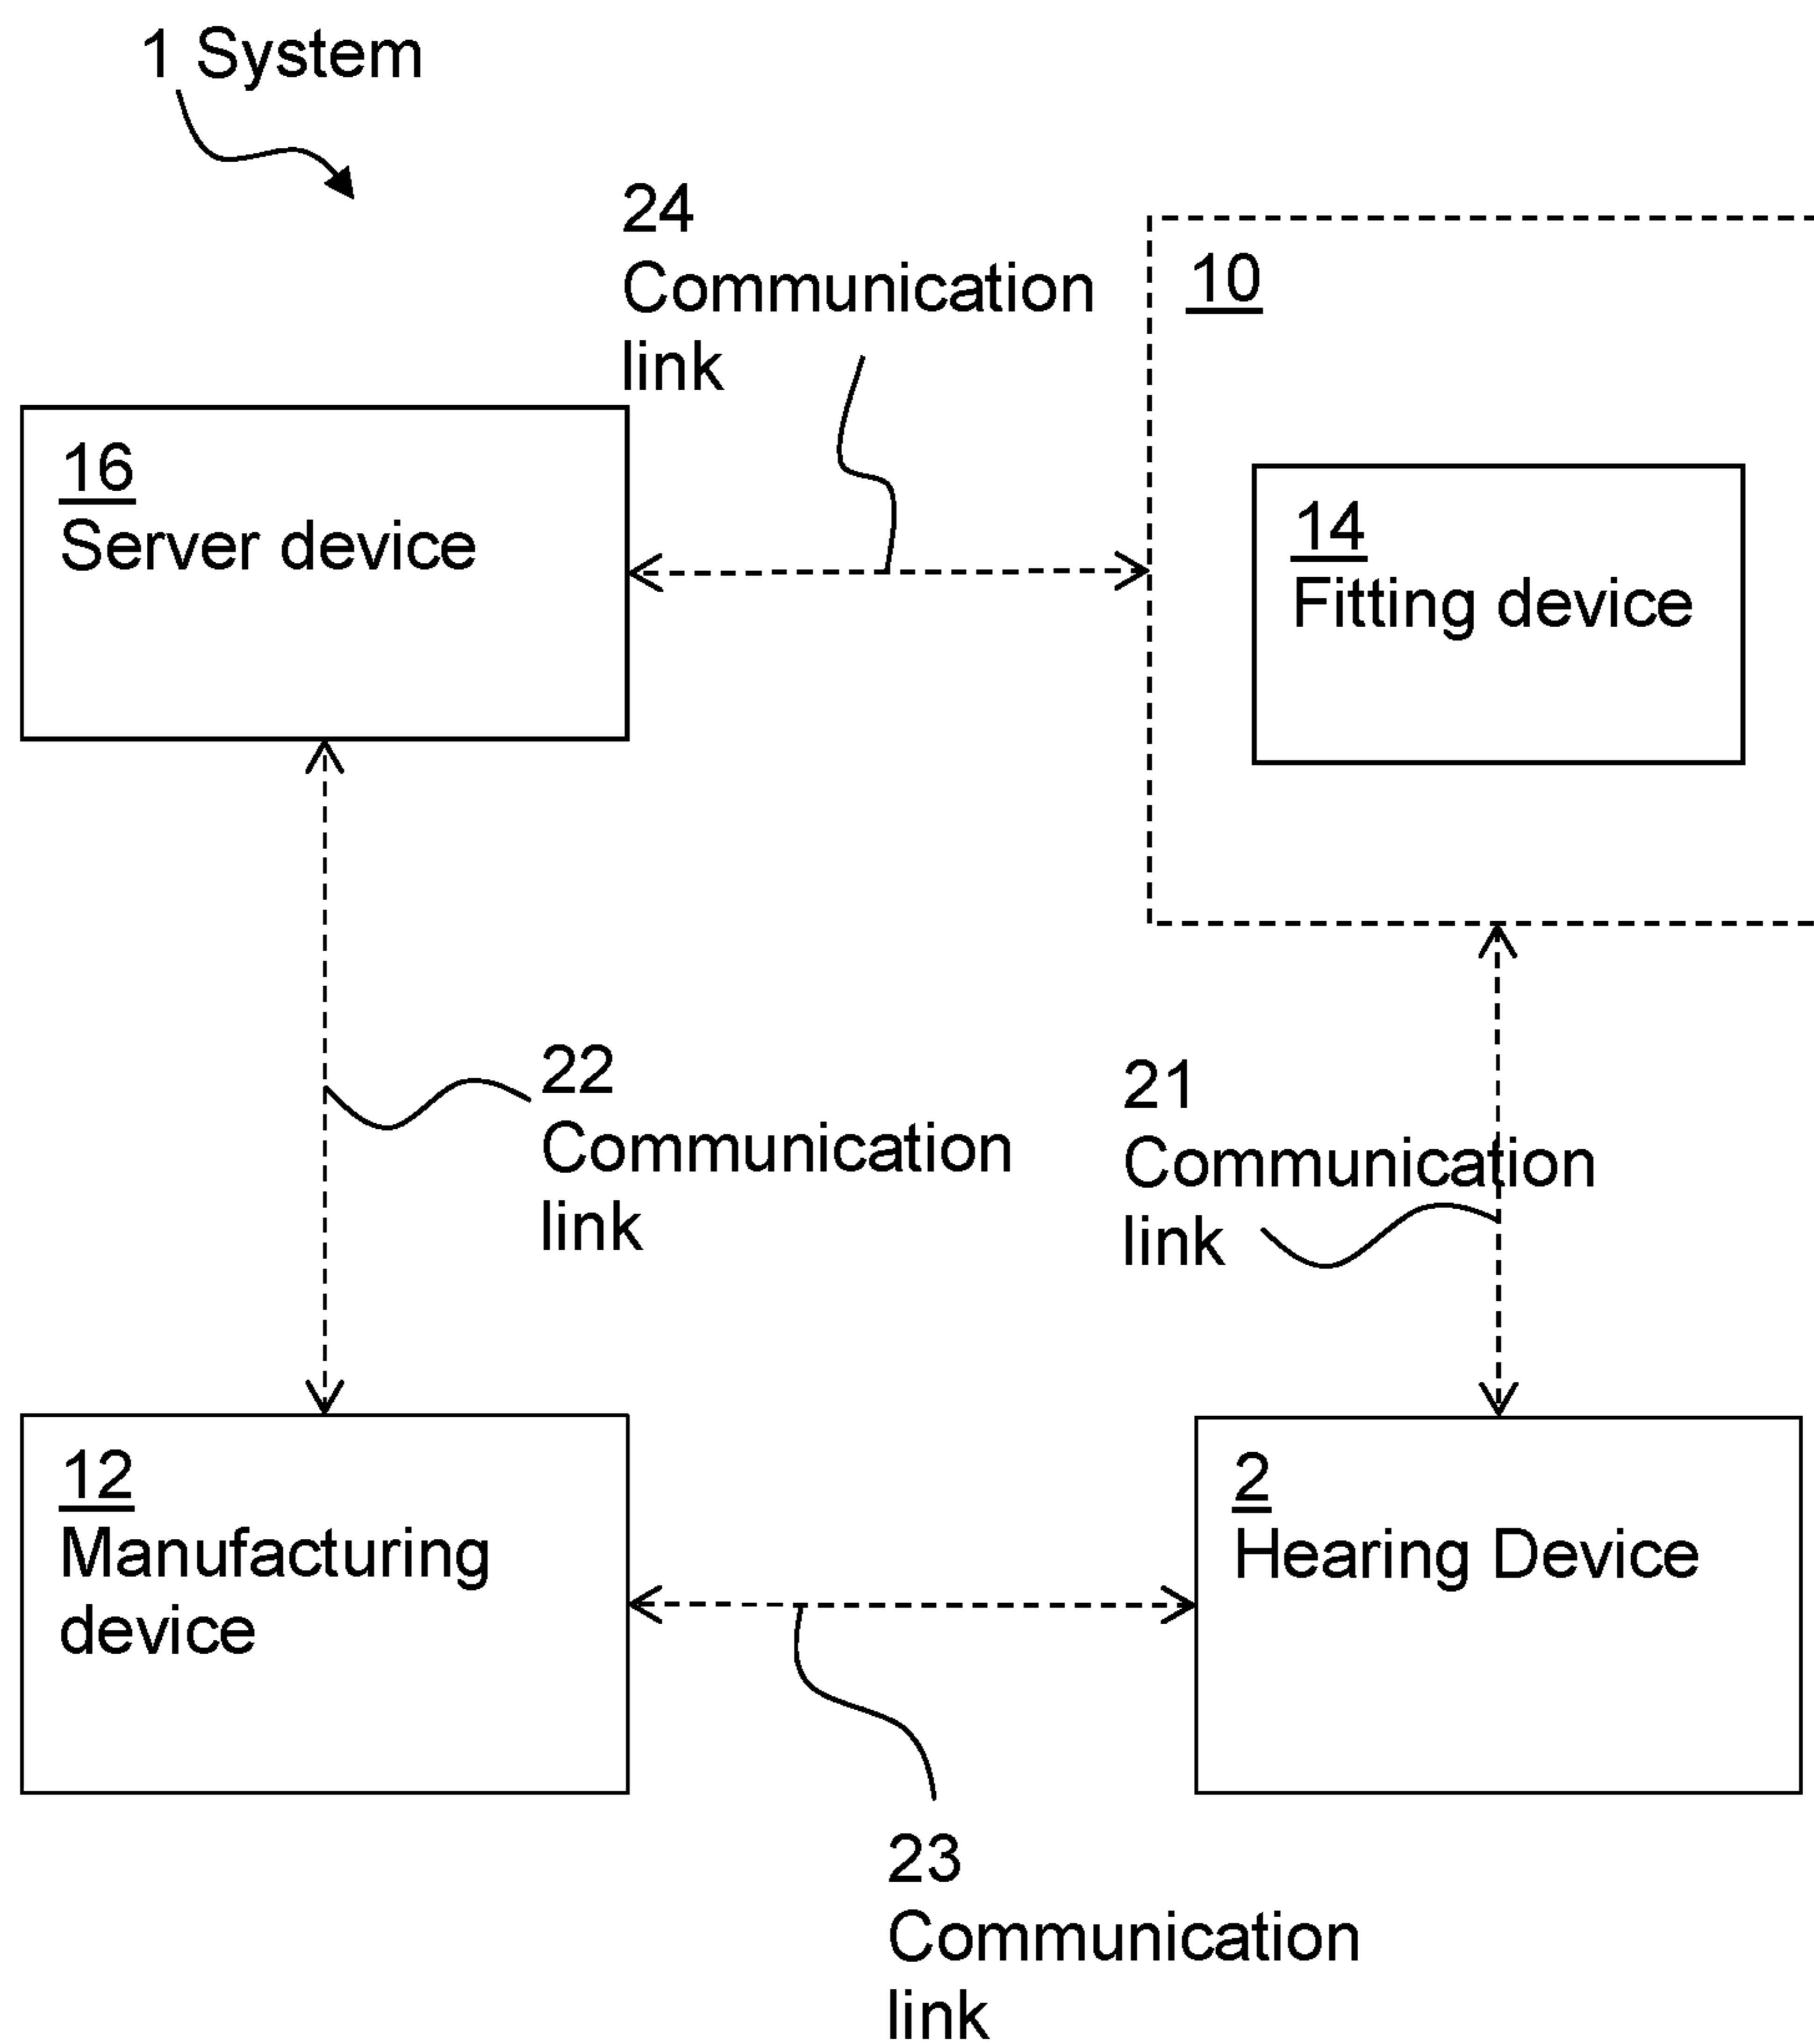 1 System
24
Communication
link
10
16
Server device
14
Fitting device
22
Communication
link
21
Communication
link
12
Manufacturing
device
2
Hearing Device
23
Communication
link